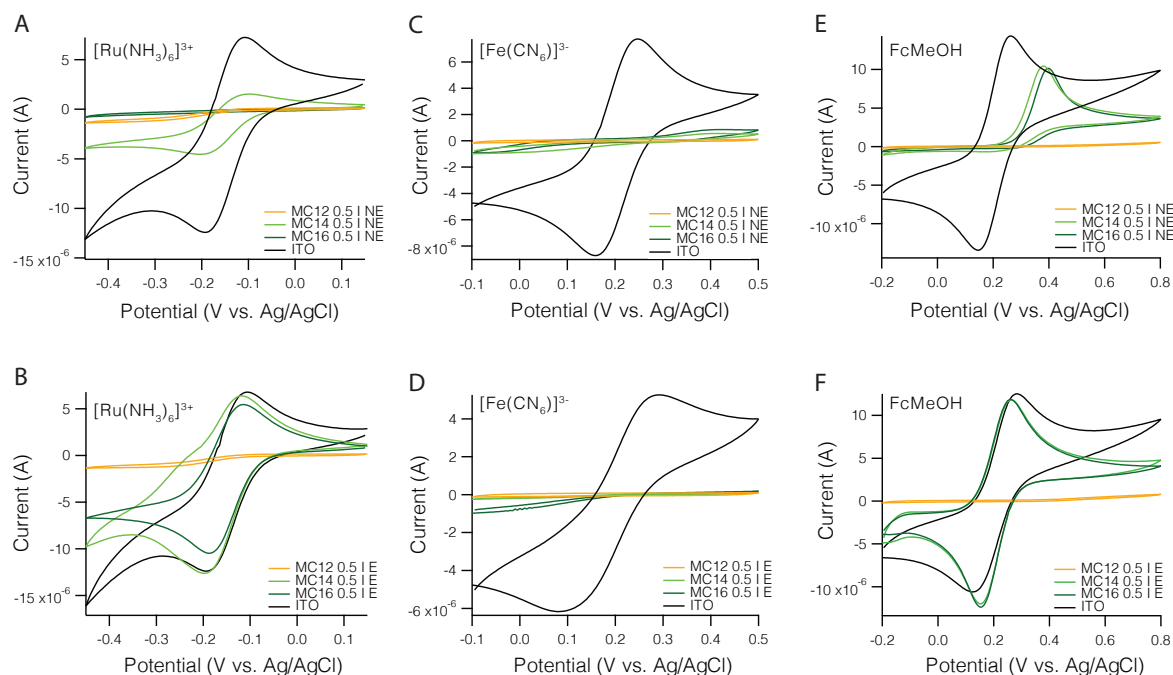 A
[Ru(NH3)6]3+
Current (A)
5
0
-5
-10
-15 x10-6
MC12 0.5 I NE
MC14 0.5 I NE
MC16 0.5 I NE
ITO
-0.4 -0.3 -0.2 -0.1 0.0 0.1
Potential (V vs. Ag/AgCl)
C
[Fe(CN6)]3-
Current (A)
8
6
4
2
0
-2
-4
-6
-8 x10-6
MC12 0.5 I NE
MC14 0.5 I NE
MC16 0.5 I NE
ITO
-0.1 0.0 0.1 0.2 0.3 0.4 0.5
Potential (V vs. Ag/AgCl)
E
FcMeOH
Current (A)
15
10
5
0
-5
-10 x10-6
MC12 0.5 I NE
MC14 0.5 I NE
MC16 0.5 I NE
ITO
-0.2 0.0 0.2 0.4 0.6 0.8
Potential (V vs. Ag/AgCl)
B
[Ru(NH3)6]3+
Current (A)
5
0
-5
-10
-15 x10-6
MC12 0.5 I E
MC14 0.5 I E
MC16 0.5 I E
ITO
-0.4 -0.3 -0.2 -0.1 0.0 0.1
Potential (V vs. Ag/AgCl)
D
[Fe(CN6)]3-
Current (A)
4
2
0
-2
-4
-6 x10-6
MC12 0.5 I E
MC14 0.5 I E
MC16 0.5 I E
ITO
-0.1 0.0 0.1 0.2 0.3 0.4 0.5
Potential (V vs. Ag/AgCl)
F
FcMeOH
Current (A)
10
5
0
-5
-10 x10-6
MC12 0.5 I E
MC14 0.5 I E
MC16 0.5 I E
ITO
-0.2 0.0 0.2 0.4 0.6 0.8
Potential (V vs. Ag/AgCl)